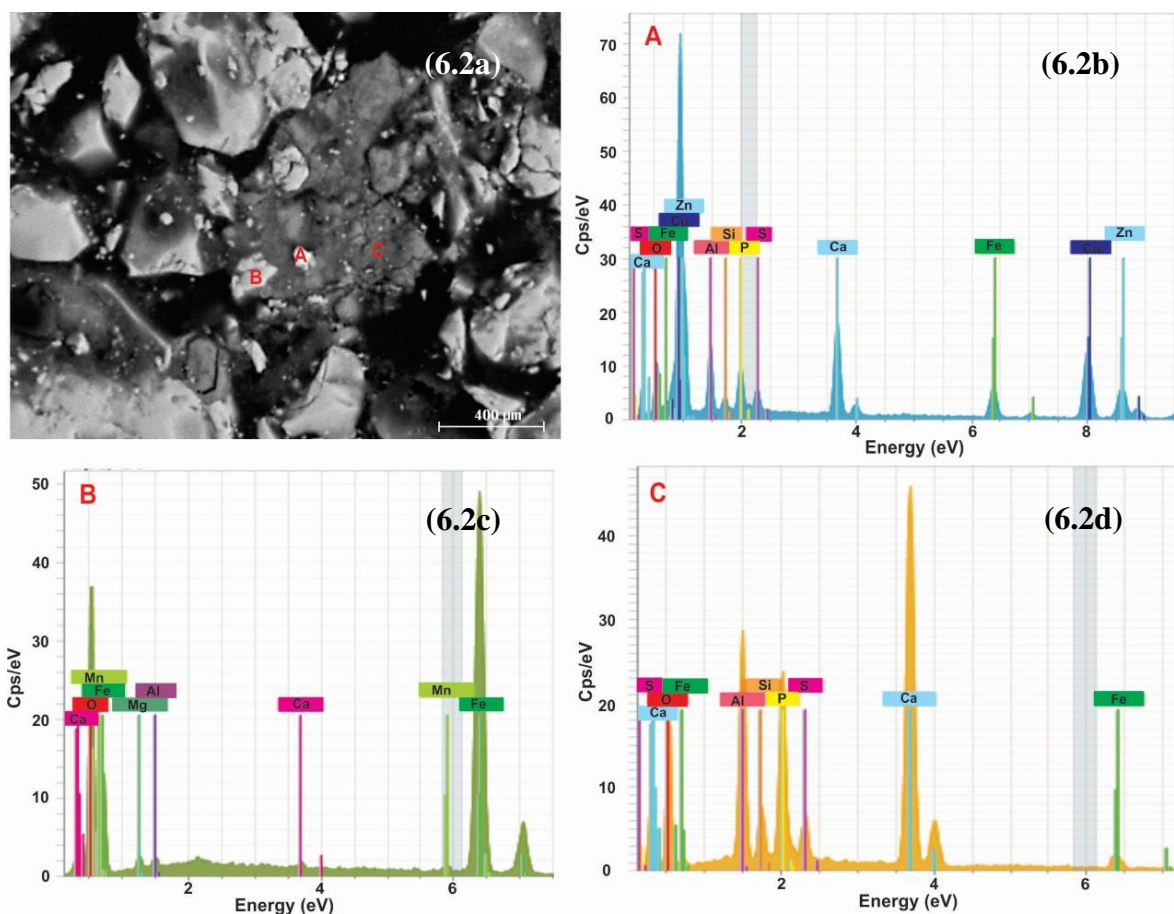 (6.2a)
A
B
C
400 µm
A
(6.2b)
Cps/eV
70
60
50
40
30
20
10
0
Zn
Cu
S
Fe
Si
S
O
Al
P
Ca
Ca
Fe
Cu
Zn
2
4
6
8
Energy (eV)
B
(6.2c)
Cps/eV
50
40
30
20
10
0
Mn
Fe
Al
O
Mg
Ca
Ca
Mn
Fe
2
4
6
Energy (eV)
C
(6.2d)
Cps/eV
40
30
20
10
0
S
Fe
Si
S
O
Al
P
Ca
Ca
Fe
2
4
6
Energy (eV)